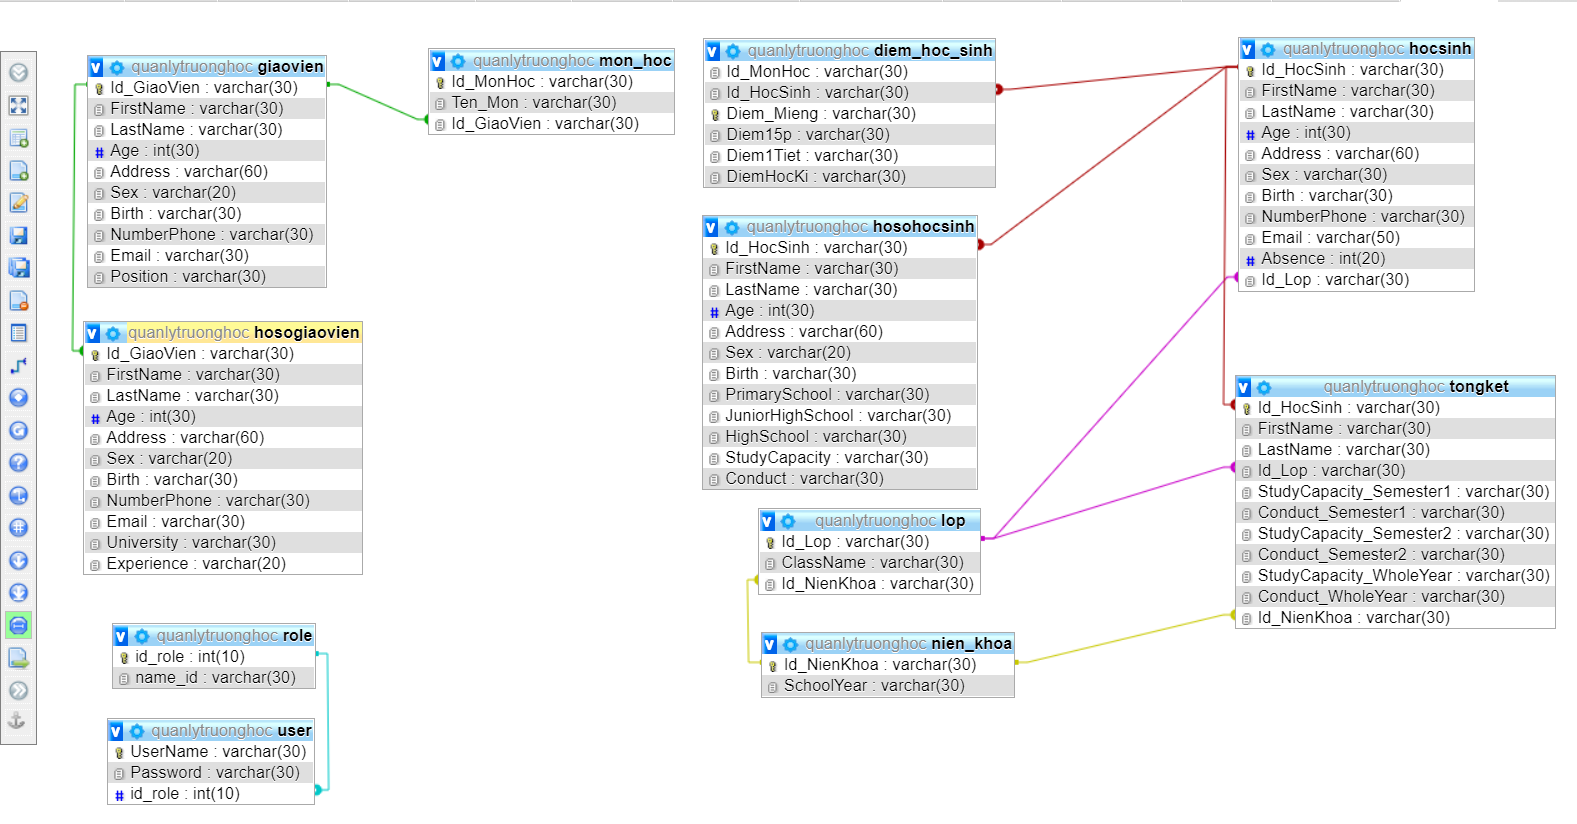 quanlytruonghoc giaovien
Id_GiaoVien : varchar(30)
FirstName : varchar(30)
LastName : varchar(30)
# Age : int(30)
Address : varchar(60)
Sex : varchar(20)
Birth : varchar(30)
NumberPhone : varchar(30)
Email : varchar(30)
Position : varchar(30)
quanlytruonghoc mon_hoc
Id_MonHoc : varchar(30)
Ten_Mon : varchar(30)
Id_GiaoVien : varchar(30)
quanlytruonghoc diem_hoc_sinh
Id_MonHoc : varchar(30)
Id_HocSinh : varchar(30)
Diem_Mieng : varchar(30)
Diem15p : varchar(30)
Diem1Tiet : varchar(30)
DiemHocKi : varchar(30)
quanlytruonghoc hocsinh
Id_HocSinh : varchar(30)
FirstName : varchar(30)
LastName : varchar(30)
# Age : int(30)
Address : varchar(60)
Sex : varchar(30)
Birth : varchar(30)
NumberPhone : varchar(30)
Email : varchar(50)
# Absence : int(20)
Id_Lop : varchar(30)
quanlytruonghoc hosogiaovien
Id_GiaoVien : varchar(30)
FirstName : varchar(30)
LastName : varchar(30)
# Age : int(30)
Address : varchar(60)
Sex : varchar(20)
Birth : varchar(30)
NumberPhone : varchar(30)
Email : varchar(30)
University : varchar(30)
Experience : varchar(20)
quanlytruonghoc hosohocsinh
Id_HocSinh : varchar(30)
FirstName : varchar(30)
LastName : varchar(30)
# Age : int(30)
Address : varchar(60)
Sex : varchar(20)
Birth : varchar(30)
PrimarySchool : varchar(30)
JuniorHighSchool : varchar(30)
HighSchool : varchar(30)
StudyCapacity : varchar(30)
Conduct : varchar(30)
quanlytruonghoc tongket
Id_HocSinh : varchar(30)
FirstName : varchar(30)
LastName : varchar(30)
Id_Lop : varchar(30)
StudyCapacity_Semester1 : varchar(30)
Conduct_Semester1 : varchar(30)
StudyCapacity_Semester2 : varchar(30)
Conduct_Semester2 : varchar(30)
StudyCapacity_WholeYear : varchar(30)
Conduct_WholeYear : varchar(30)
Id_NienKhoa : varchar(30)
quanlytruonghoc lop
Id_Lop : varchar(30)
ClassName : varchar(30)
Id_NienKhoa : varchar(30)
quanlytruonghoc nien_khoa
Id_NienKhoa : varchar(30)
SchoolYear : varchar(30)
quanlytruonghoc role
id_role : int(10)
name_id : varchar(30)
quanlytruonghoc user
UserName : varchar(30)
Password : varchar(30)
# id_role : int(10)